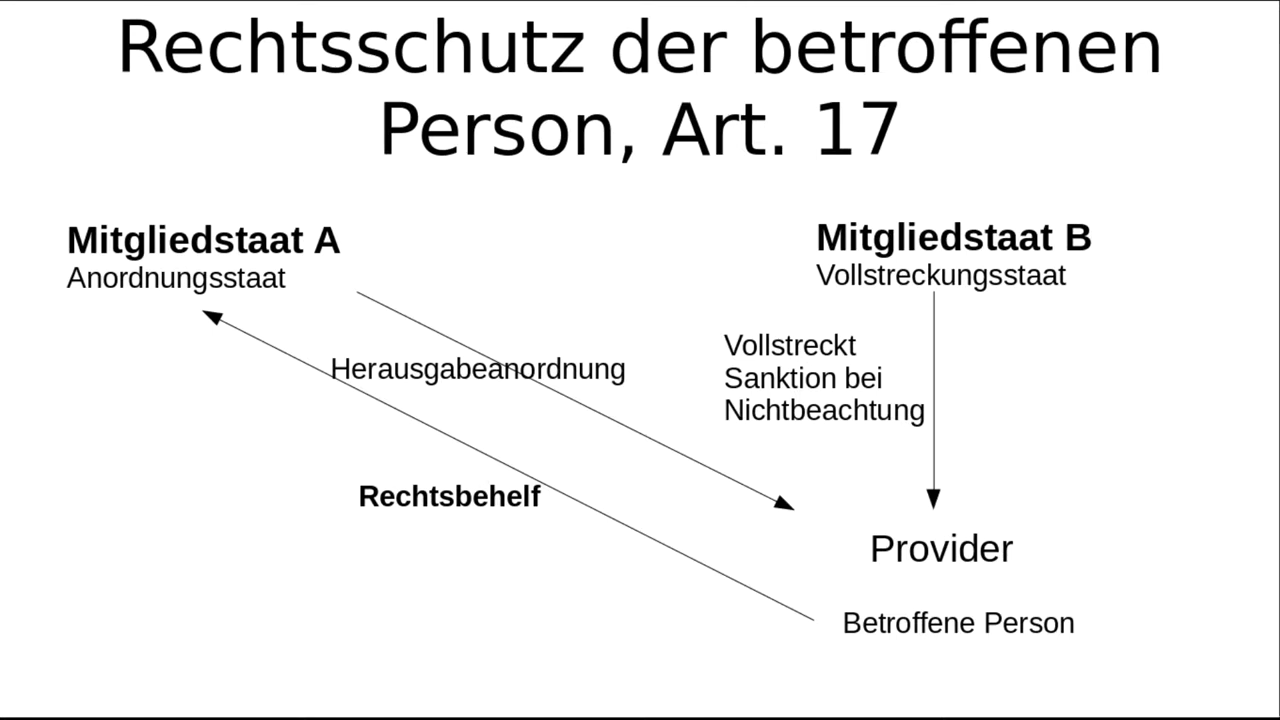 Rechtsschutz der betroffenen
Person, Art. 17
Mitgliedstaat A
Anordnungsstaat
Mitgliedstaat B
Vollstreckungsstaat
Herausgabeanordnung
Vollstreckt
Sanktion bei
Nichtbeachtung
Rechtsbehelf
Provider
Betroffene Person